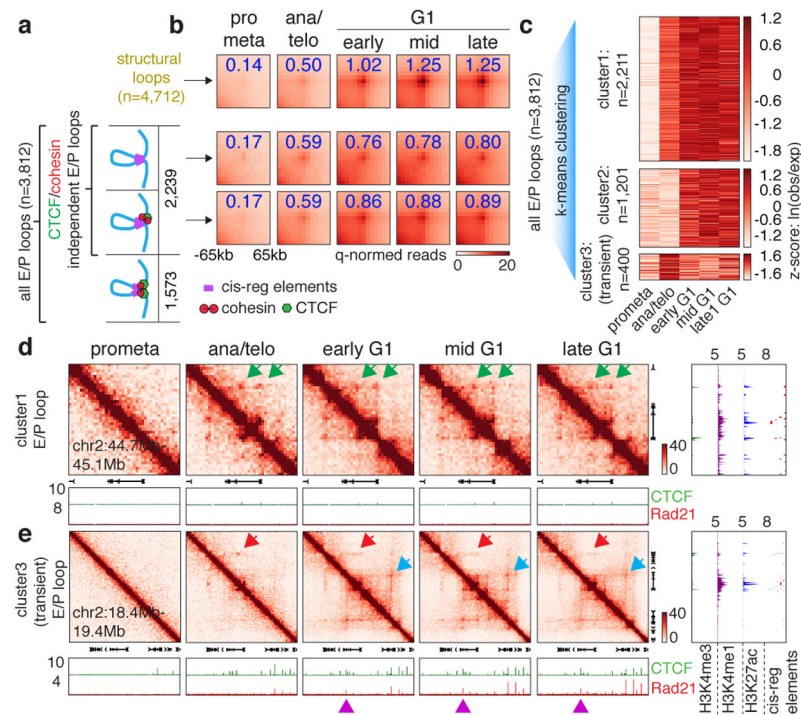 a
b
c
pro
meta
ana/
telo
G1
early
mid
late
structural
loops
(n=4,712)
0.14
0.50
1.02
1.25
1.25
all E/P loops (n=3,812)
CTCF/cohesin
independent E/P loops
2,239
1,573
0.17
0.59
0.76
0.78
0.80
0.17
0.59
0.86
0.88
0.89
-65kb
65kb
q-normed reads
0
20
cis-reg elements
cohesin
CTCF
all E/P loops (n=3,812)
k-means clustering
cluster1:
n=2,211
cluster2:
n=1,201
cluster3:
(transient)
n=400
1.2
0.6
0
-0.6
-1.2
1.2
0.6
0
-0.6
-1.2
1.6
0
-1.6
z-score: ln(obs/exp)
prometa
ana/telo
early G1
mid G1
late1 G1
d
prometa
ana/telo
early G1
mid G1
late G1
5
5
8
cluster1
E/P loop
chr2:44.7Mb-
45.1Mb
40
0
10
8
CTCF
Rad21
e
5
5
8
cluster3
(transient)
E/P loop
chr2:18.4Mb-
19.4Mb
40
0
10
4
CTCF
Rad21
H3K4me3
H3K4me1
H3K27ac
cis-reg
elements